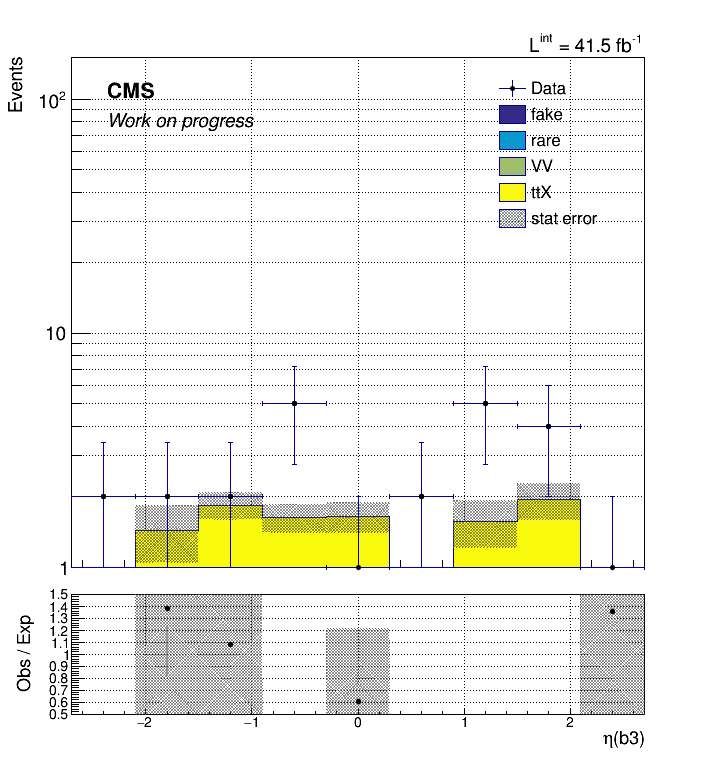 L^int = 41.5 fb^-1
Events
CMS
Work on progress
Data
fake
rare
VV
ttX
stat error
10^2
10
1
Obs / Exp
1.5
1.4
1.3
1.2
1.1
1
0.9
0.8
0.7
0.6
0.5
−2
−1
0
1
2
η(b3)